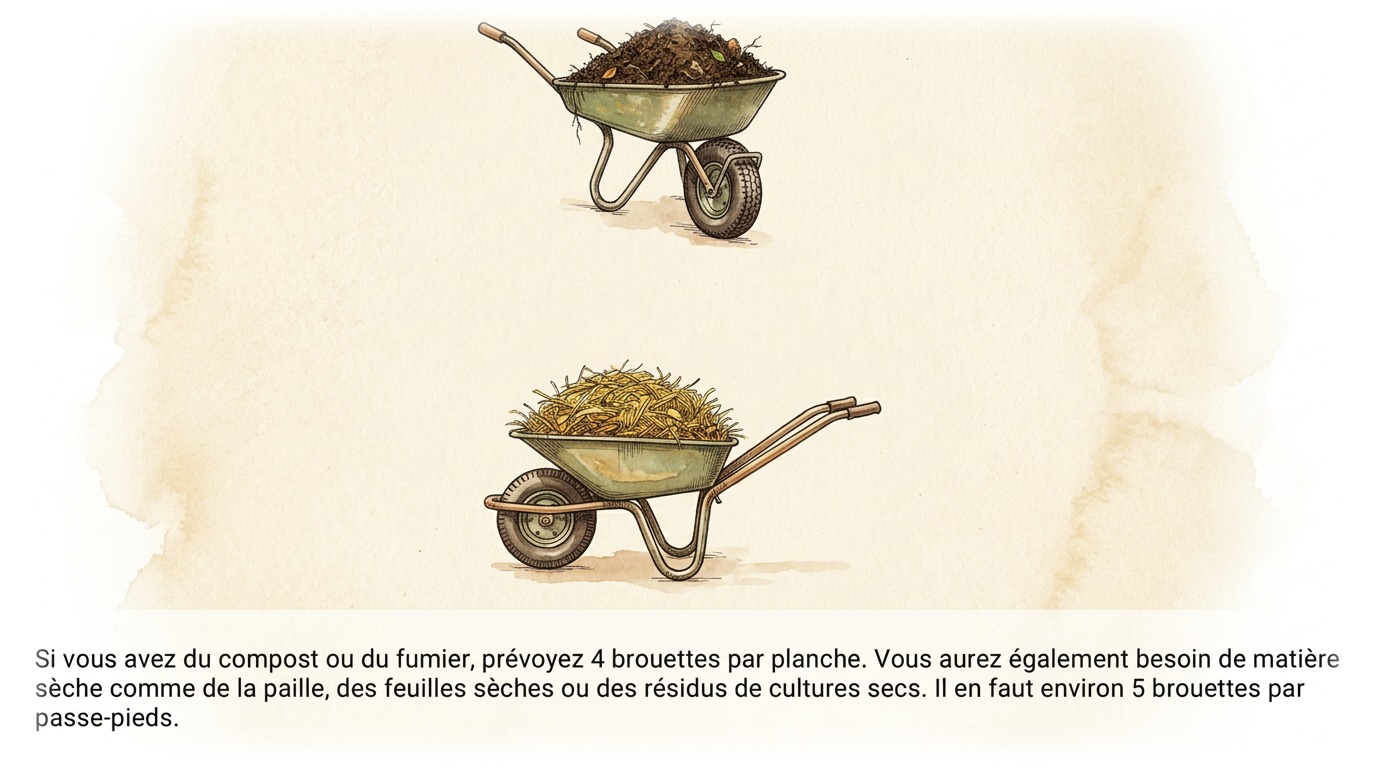 Si vous avez du compost ou du fumier, prévoyez 4 brouettes par planche. Vous aurez également besoin de matière
sèche comme de la paille, des feuilles sèches ou des résidus de cultures secs. Il en faut environ 5 brouettes par
passe-pieds.